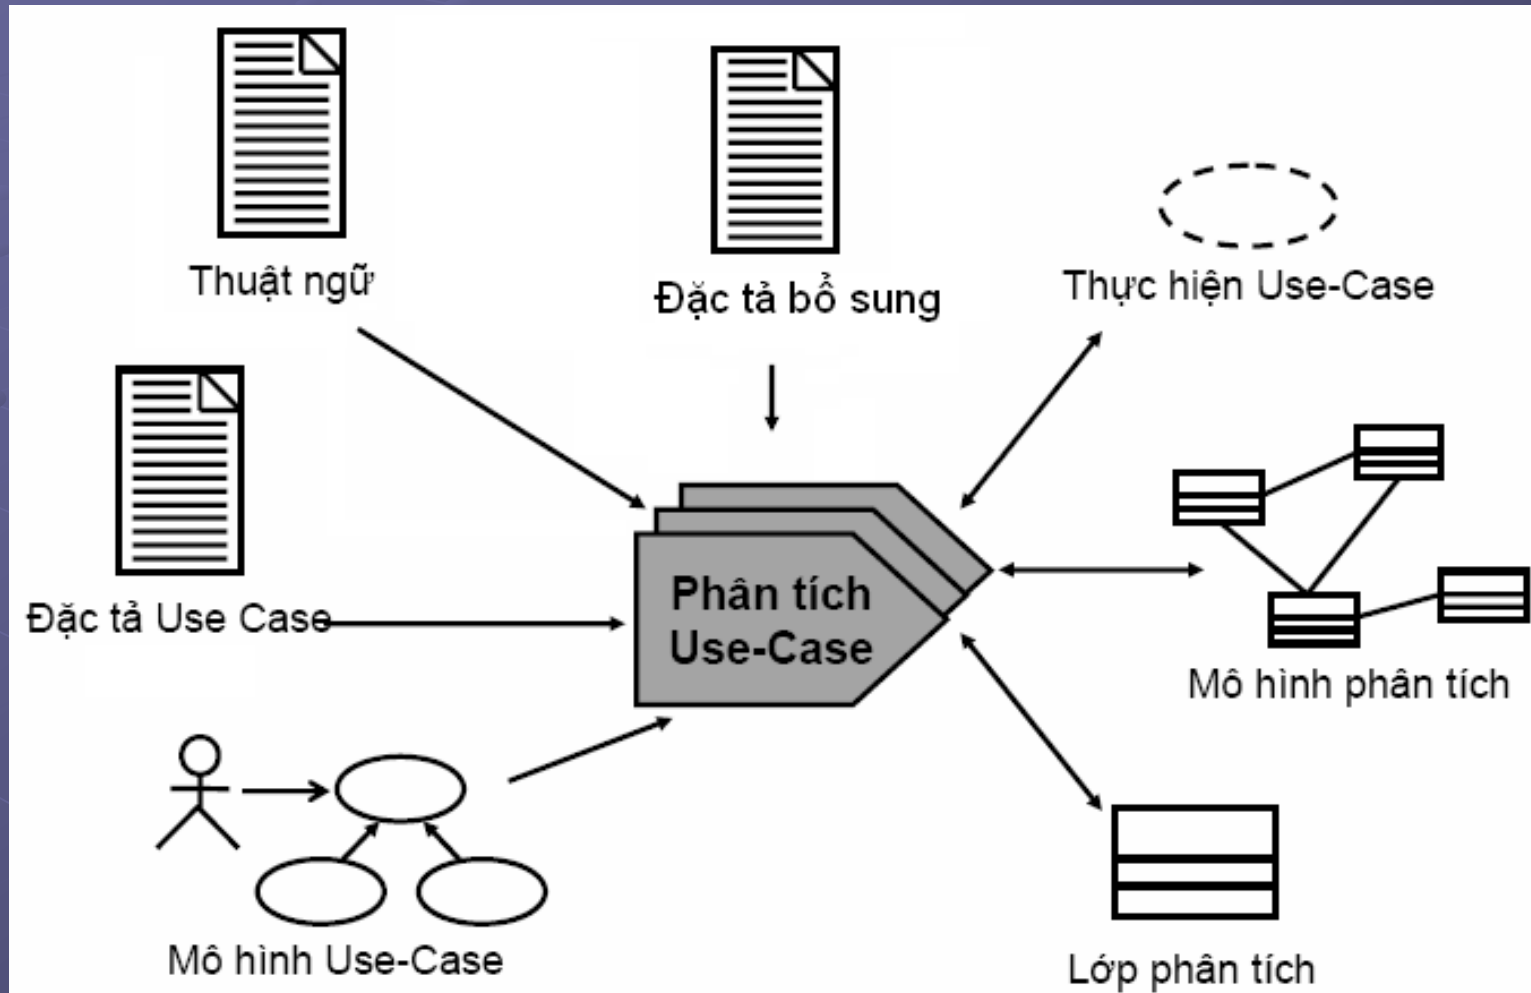 Thuật ngữ
Đặc tả bổ sung
Thực hiện Use-Case
Đặc tả Use Case
Phân tích
Use-Case
Mô hình phân tích
Mô hình Use-Case
Lớp phân tích